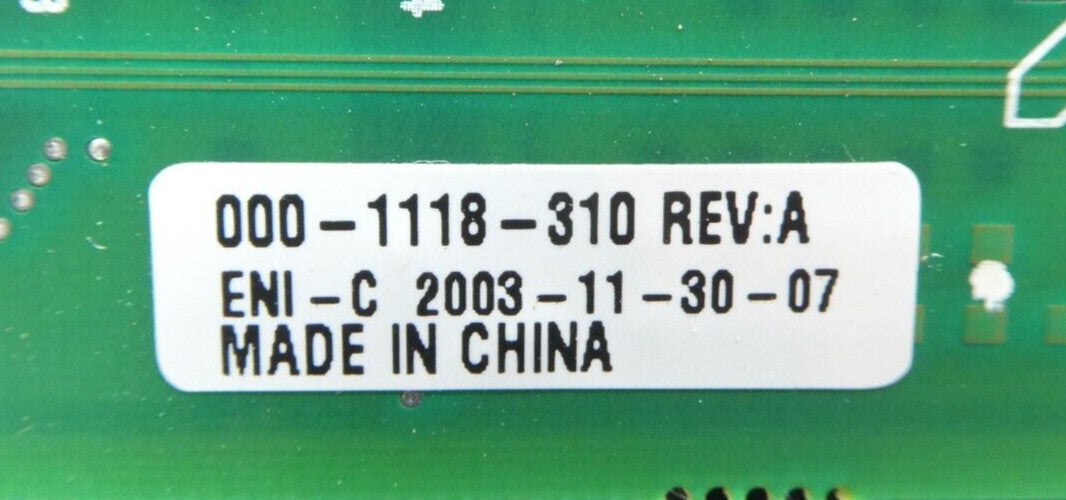 000-1118-310 REV:A
ENI-C 2003-11-30-07
MADE IN CHINA